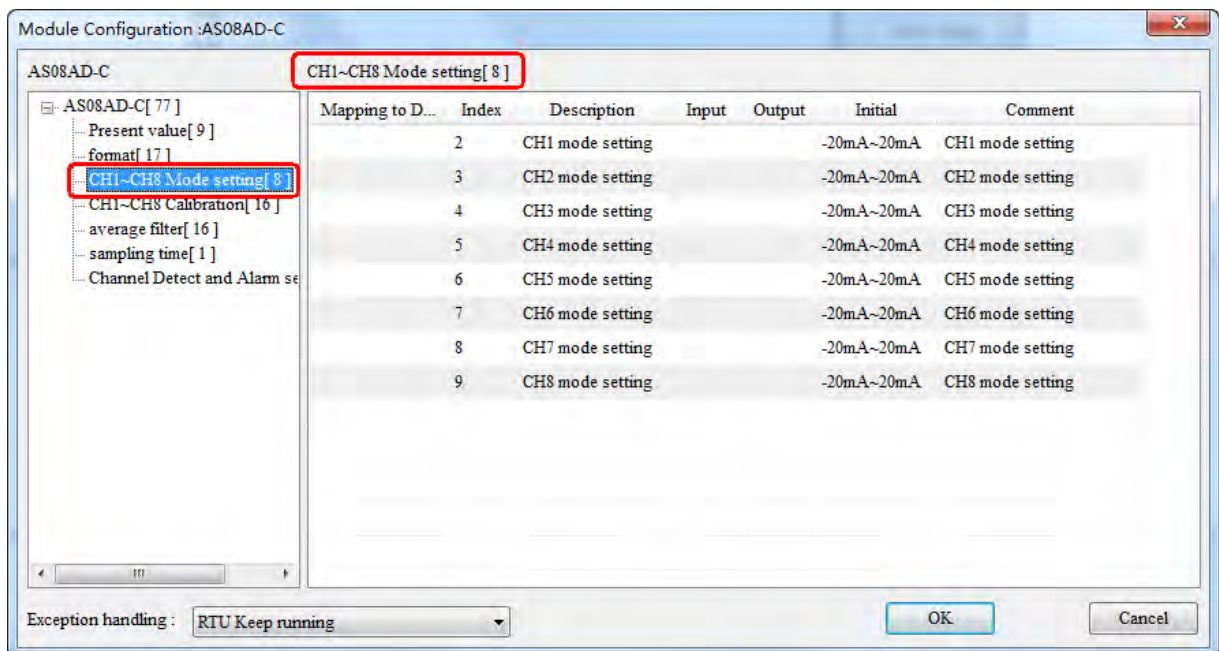 Module Configuration :AS08AD-C
AS08AD-C
CH1~CH8 Mode setting[ 8 ]
AS08AD-C[ 77 ]
Present value[ 9 ]
format[ 17 ]
CH1~CH8 Mode setting[ 8 ]
CH1~CH8 Calibration[ 16 ]
average filter[ 16 ]
sampling time[ 1 ]
Channel Detect and Alarm se
Mapping to D... Index Description Input Output Initial Comment
2 CH1 mode setting -20mA~20mA CH1 mode setting
3 CH2 mode setting -20mA~20mA CH2 mode setting
4 CH3 mode setting -20mA~20mA CH3 mode setting
5 CH4 mode setting -20mA~20mA CH4 mode setting
6 CH5 mode setting -20mA~20mA CH5 mode setting
7 CH6 mode setting -20mA~20mA CH6 mode setting
8 CH7 mode setting -20mA~20mA CH7 mode setting
9 CH8 mode setting -20mA~20mA CH8 mode setting
Exception handling : RTU Keep running
OK
Cancel